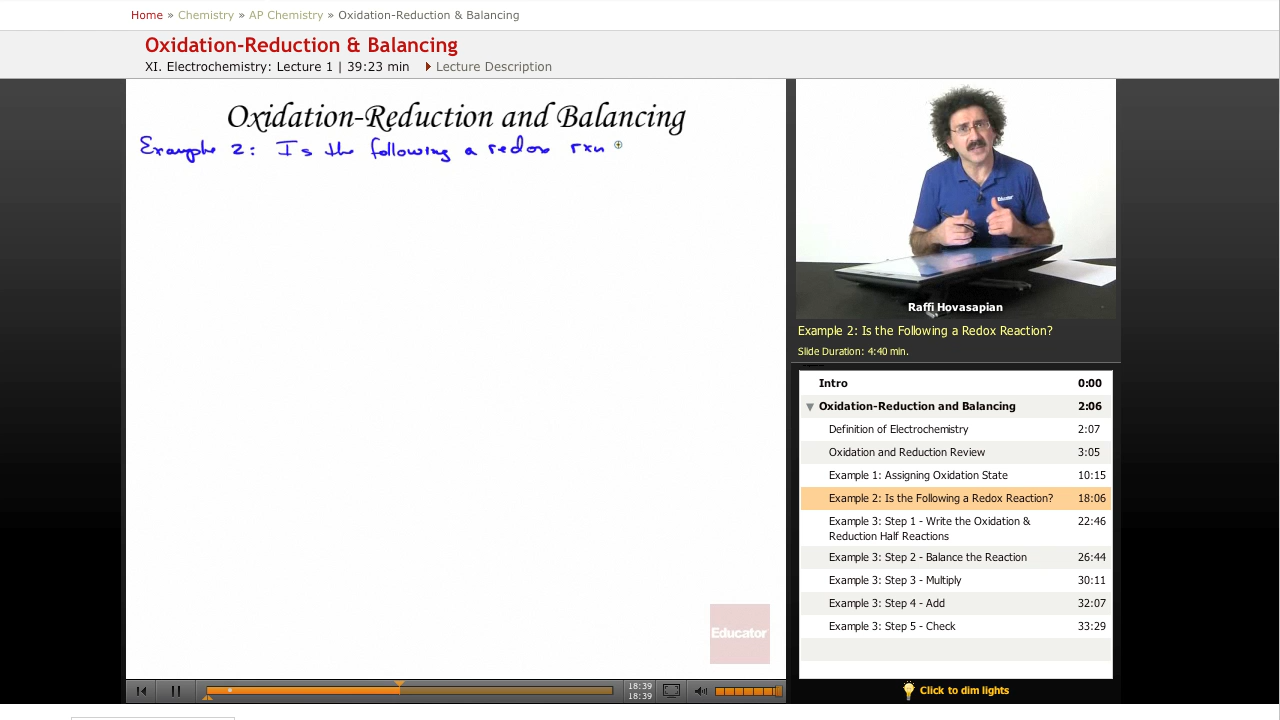 Home » Chemistry » AP Chemistry » Oxidation-Reduction & Balancing
Oxidation-Reduction & Balancing
XI. Electrochemistry: Lecture 1 | 39:23 min Lecture Description
Oxidation-Reduction and Balancing
Example 2: Is the following a redox rxn
Educator
18:39
18:39
Educator
Raffi Hovasapian
Example 2: Is the Following a Redox Reaction?
Slide Duration: 4:40 min.
Intro 0:00
Oxidation-Reduction and Balancing 2:06
Definition of Electrochemistry 2:07
Oxidation and Reduction Review 3:05
Example 1: Assigning Oxidation State 10:15
Example 2: Is the Following a Redox Reaction? 18:06
Example 3: Step 1 - Write the Oxidation & 22:46
Reduction Half Reactions
Example 3: Step 2 - Balance the Reaction 26:44
Example 3: Step 3 - Multiply 30:11
Example 3: Step 4 - Add 32:07
Example 3: Step 5 - Check 33:29
Click to dim lights